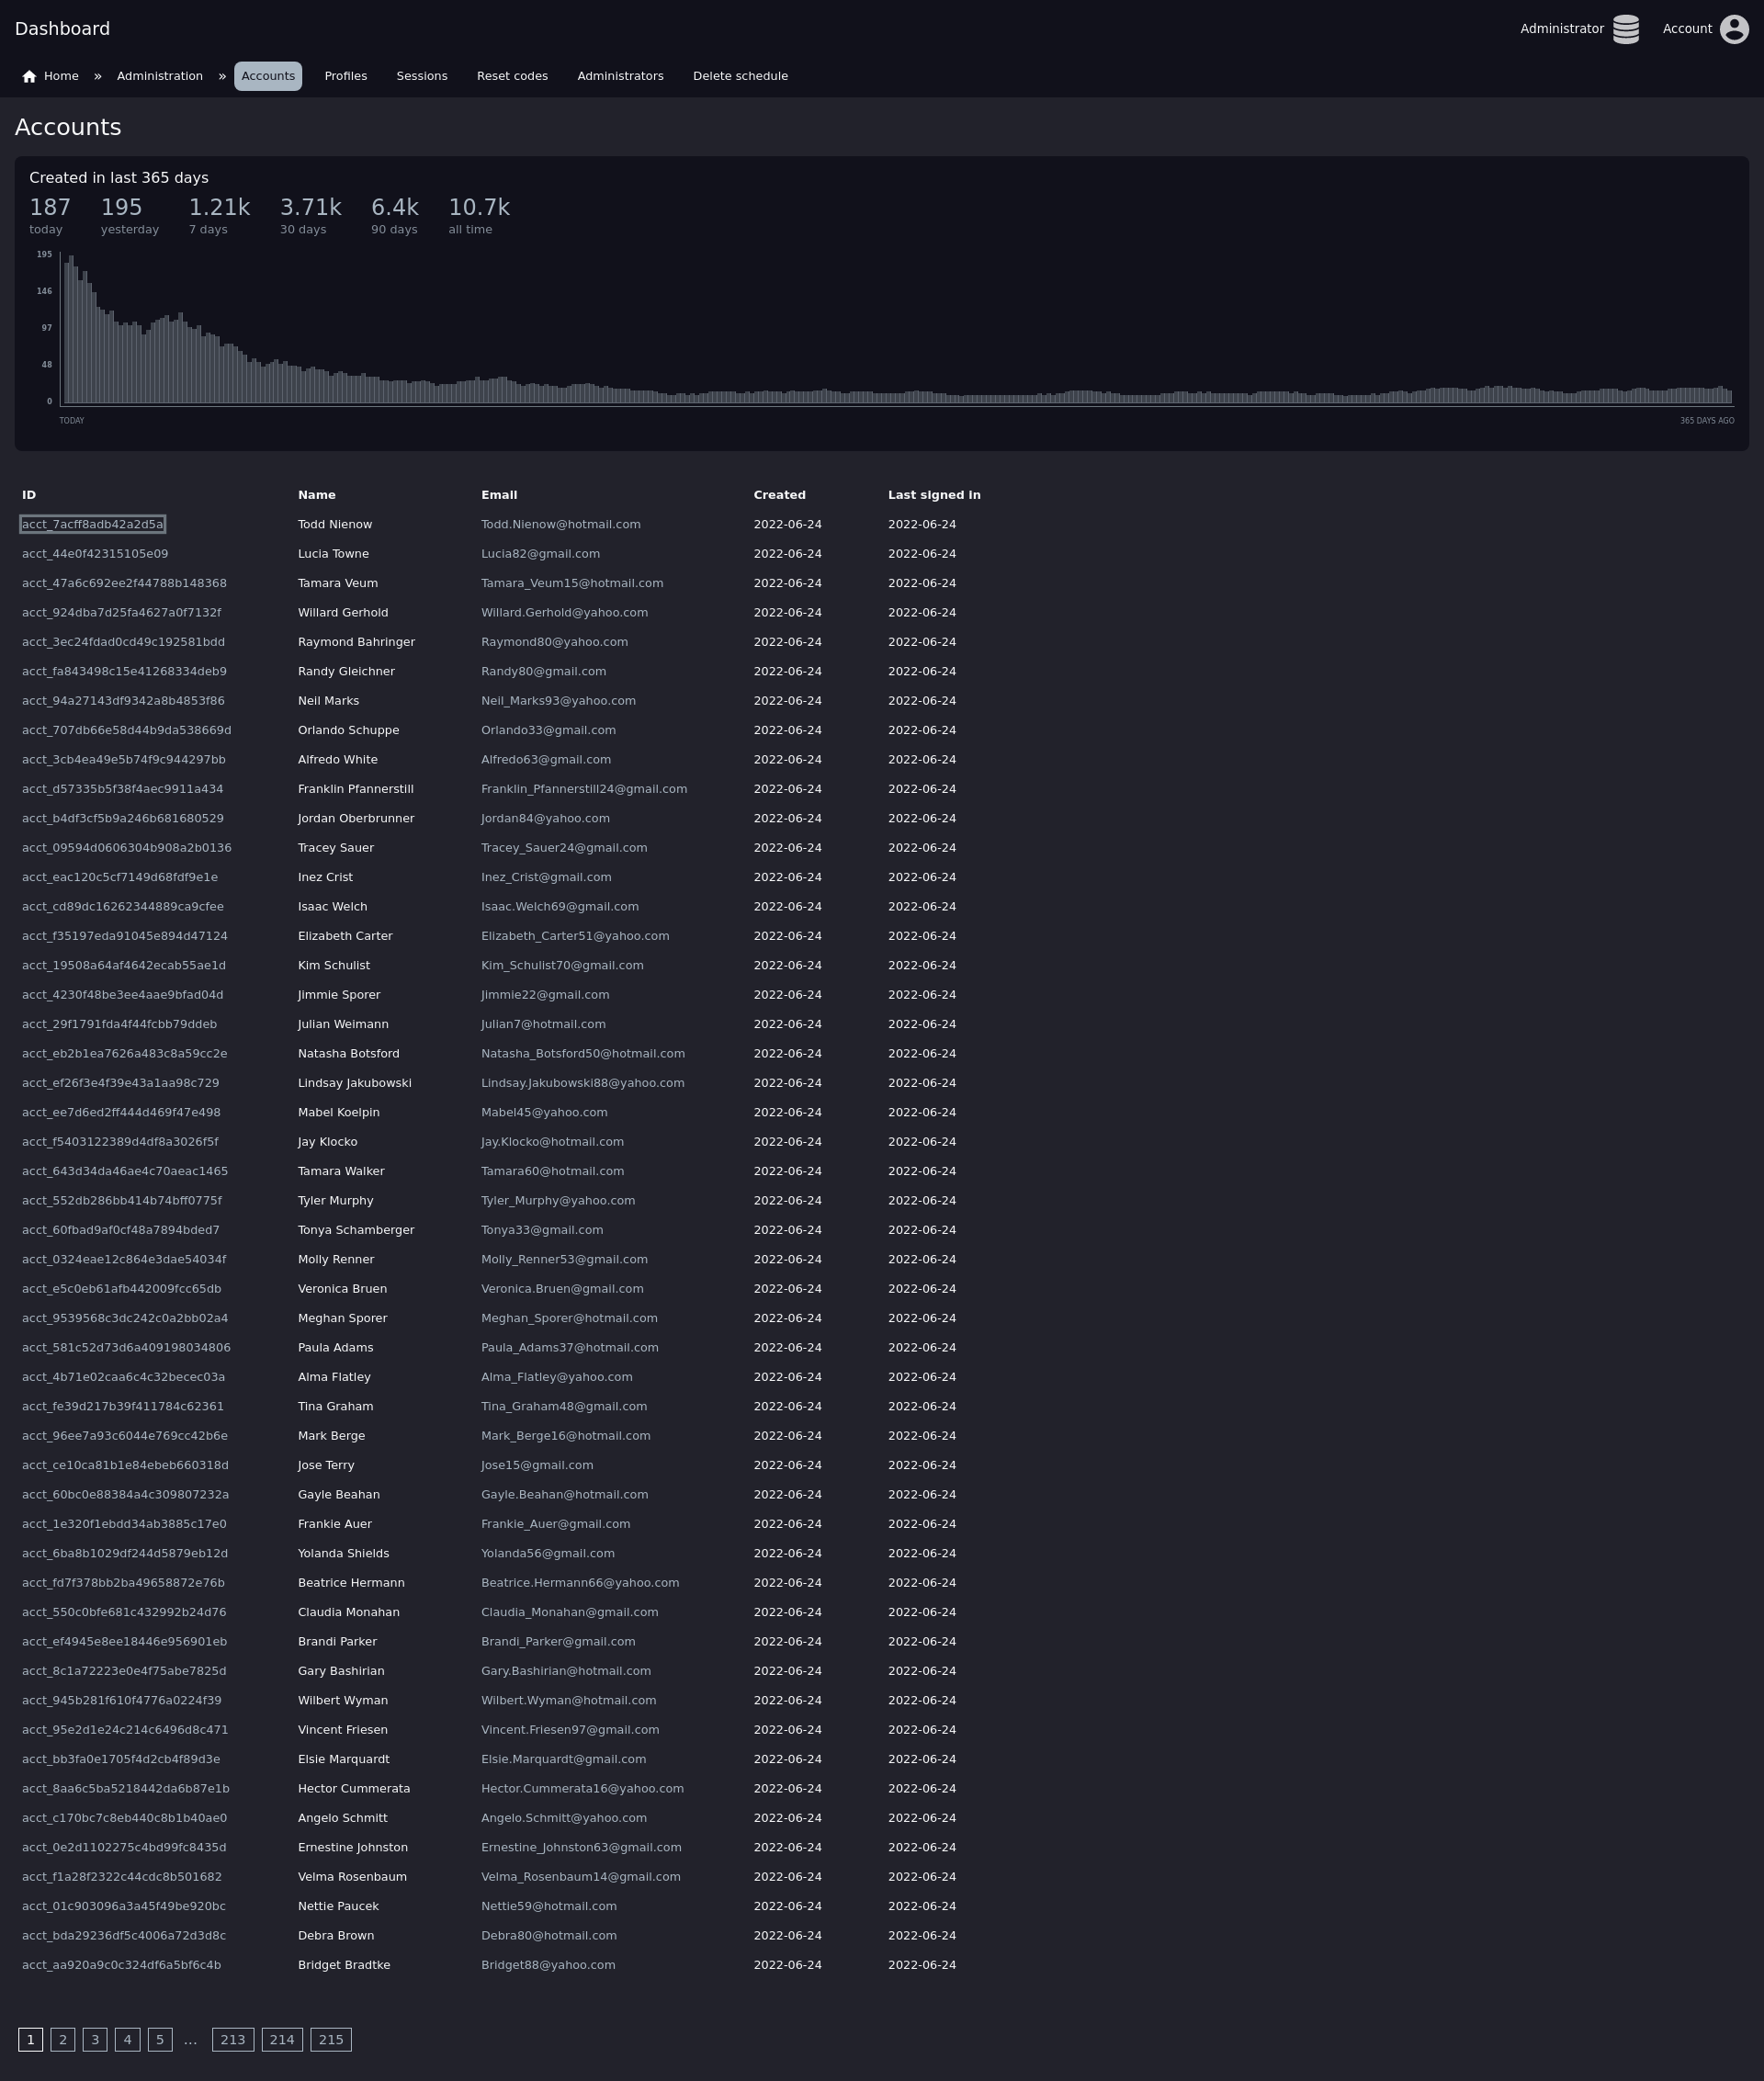 Dashboard
Administrator
Account
Home » Administration » Accounts Profiles Sessions Reset codes Administrators Delete schedule
Accounts
Created in last 365 days
187 195 1.21k 3.71k 6.4k 10.7k
today yesterday 7 days 30 days 90 days all time
195
146
97
48
0
TODAY 365 DAYS AGO
ID Name Email Created Last signed in
acct_7acff8adb42a2d5a Todd Nienow Todd.Nienow@hotmail.com 2022-06-24 2022-06-24
acct_44e0f42315105e09 Lucia Towne Lucia82@gmail.com 2022-06-24 2022-06-24
acct_47a6c692ee2f44788b148368 Tamara Veum Tamara_Veum15@hotmail.com 2022-06-24 2022-06-24
acct_924dba7d25fa4627a0f7132f Willard Gerhold Willard.Gerhold@yahoo.com 2022-06-24 2022-06-24
acct_3ec24fdad0cd49c192581bdd Raymond Bahringer Raymond80@yahoo.com 2022-06-24 2022-06-24
acct_fa843498c15e41268334deb9 Randy Gleichner Randy80@gmail.com 2022-06-24 2022-06-24
acct_94a27143df9342a8b4853f86 Neil Marks Neil_Marks93@yahoo.com 2022-06-24 2022-06-24
acct_707db66e58d44b9da538669d Orlando Schuppe Orlando33@gmail.com 2022-06-24 2022-06-24
acct_3cb4ea49e5b74f9c944297bb Alfredo White Alfredo63@gmail.com 2022-06-24 2022-06-24
acct_d57335b5f38f4aec9911a434 Franklin Pfannerstill Franklin_Pfannerstill24@gmail.com 2022-06-24 2022-06-24
acct_b4df3cf5b9a246b681680529 Jordan Oberbrunner Jordan84@yahoo.com 2022-06-24 2022-06-24
acct_09594d0606304b908a2b0136 Tracey Sauer Tracey_Sauer24@gmail.com 2022-06-24 2022-06-24
acct_eac120c5cf7149d68fdf9e1e Inez Crist Inez_Crist@gmail.com 2022-06-24 2022-06-24
acct_cd89dc16262344889ca9cfee Isaac Welch Isaac.Welch69@gmail.com 2022-06-24 2022-06-24
acct_f35197eda91045e894d47124 Elizabeth Carter Elizabeth_Carter51@yahoo.com 2022-06-24 2022-06-24
acct_19508a64af4642ecab55ae1d Kim Schulist Kim_Schulist70@gmail.com 2022-06-24 2022-06-24
acct_4230f48be3ee4aae9bfad04d Jimmie Sporer Jimmie22@gmail.com 2022-06-24 2022-06-24
acct_29f1791fda4f44fcbb79ddeb Julian Weimann Julian7@hotmail.com 2022-06-24 2022-06-24
acct_eb2b1ea7626a483c8a59cc2e Natasha Botsford Natasha_Botsford50@hotmail.com 2022-06-24 2022-06-24
acct_ef26f3e4f39e43a1aa98c729 Lindsay Jakubowski Lindsay.Jakubowski88@yahoo.com 2022-06-24 2022-06-24
acct_ee7d6ed2ff444d469f47e498 Mabel Koelpin Mabel45@yahoo.com 2022-06-24 2022-06-24
acct_f5403122389d4df8a3026f5f Jay Klocko Jay.Klocko@hotmail.com 2022-06-24 2022-06-24
acct_643d34da46ae4c70aeac1465 Tamara Walker Tamara60@hotmail.com 2022-06-24 2022-06-24
acct_552db286bb414b74bff0775f Tyler Murphy Tyler_Murphy@yahoo.com 2022-06-24 2022-06-24
acct_60fbad9af0cf48a7894bded7 Tonya Schamberger Tonya33@gmail.com 2022-06-24 2022-06-24
acct_0324eae12c864e3dae54034f Molly Renner Molly_Renner53@gmail.com 2022-06-24 2022-06-24
acct_e5c0eb61afb442009fcc65db Veronica Bruen Veronica.Bruen@gmail.com 2022-06-24 2022-06-24
acct_9539568c3dc242c0a2bb02a4 Meghan Sporer Meghan_Sporer@hotmail.com 2022-06-24 2022-06-24
acct_581c52d73d6a409198034806 Paula Adams Paula_Adams37@hotmail.com 2022-06-24 2022-06-24
acct_4b71e02caa6c4c32becec03a Alma Flatley Alma_Flatley@yahoo.com 2022-06-24 2022-06-24
acct_fe39d217b39f411784c62361 Tina Graham Tina_Graham48@gmail.com 2022-06-24 2022-06-24
acct_96ee7a93c6044e769cc42b6e Mark Berge Mark_Berge16@hotmail.com 2022-06-24 2022-06-24
acct_ce10ca81b1e84ebeb660318d Jose Terry Jose15@gmail.com 2022-06-24 2022-06-24
acct_60bc0e88384a4c309807232a Gayle Beahan Gayle.Beahan@hotmail.com 2022-06-24 2022-06-24
acct_1e320f1ebdd34ab3885c17e0 Frankie Auer Frankie_Auer@gmail.com 2022-06-24 2022-06-24
acct_6ba8b1029df244d5879eb12d Yolanda Shields Yolanda56@gmail.com 2022-06-24 2022-06-24
acct_fd7f378bb2ba49658872e76b Beatrice Hermann Beatrice.Hermann66@yahoo.com 2022-06-24 2022-06-24
acct_550c0bfe681c432992b24d76 Claudia Monahan Claudia_Monahan@gmail.com 2022-06-24 2022-06-24
acct_ef4945e8ee18446e956901eb Brandi Parker Brandi_Parker@gmail.com 2022-06-24 2022-06-24
acct_8c1a72223e0e4f75abe7825d Gary Bashirian Gary.Bashirian@hotmail.com 2022-06-24 2022-06-24
acct_945b281f610f4776a0224f39 Wilbert Wyman Wilbert.Wyman@hotmail.com 2022-06-24 2022-06-24
acct_95e2d1e24c214c6496d8c471 Vincent Friesen Vincent.Friesen97@gmail.com 2022-06-24 2022-06-24
acct_bb3fa0e1705f4d2cb4f89d3e Elsie Marquardt Elsie.Marquardt@gmail.com 2022-06-24 2022-06-24
acct_8aa6c5ba5218442da6b87e1b Hector Cummerata Hector.Cummerata16@yahoo.com 2022-06-24 2022-06-24
acct_c170bc7c8eb440c8b1b40ae0 Angelo Schmitt Angelo.Schmitt@yahoo.com 2022-06-24 2022-06-24
acct_0e2d1102275c4bd99fc8435d Ernestine Johnston Ernestine_Johnston63@gmail.com 2022-06-24 2022-06-24
acct_f1a28f2322c44cdc8b501682 Velma Rosenbaum Velma_Rosenbaum14@gmail.com 2022-06-24 2022-06-24
acct_01c903096a3a45f49be920bc Nettie Paucek Nettie59@hotmail.com 2022-06-24 2022-06-24
acct_bda29236df5c4006a72d3d8c Debra Brown Debra80@hotmail.com 2022-06-24 2022-06-24
acct_aa920a9c0c324df6a5bf6c4b Bridget Bradtke Bridget88@yahoo.com 2022-06-24 2022-06-24
1 2 3 4 5 … 213 214 215